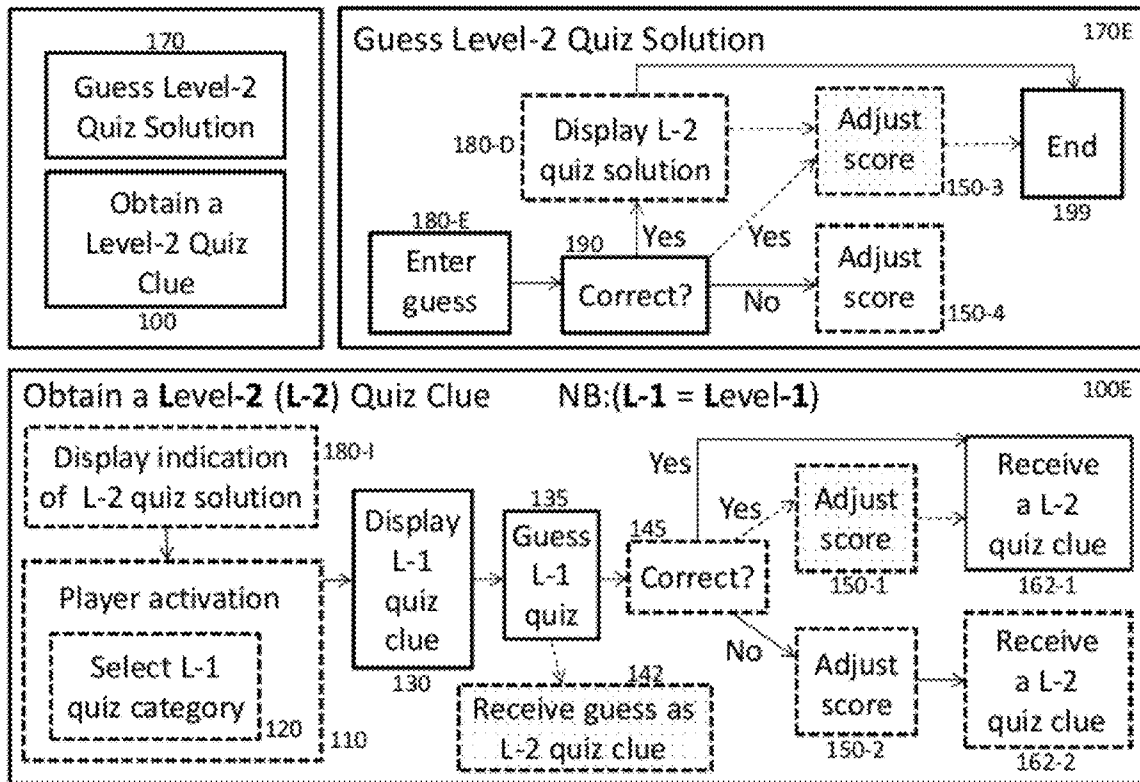 170
Guess Level-2
Quiz Solution
Obtain a
Level-2 Quiz
Clue
100
Guess Level-2 Quiz Solution
170E
180-D
Display L-2
quiz solution
Adjust
score
150-3
End
199
180-E
Enter
guess
190
Correct?
Yes
Yes
No
Adjust
score
150-4
Obtain a Level-2 (L-2) Quiz Clue NB:(L-1 = Level-1)
100E
Display indication
of L-2 quiz solution
180-I
Player activation
Select L-1
quiz category
120
110
Display
L-1
quiz
clue
130
135
Guess
L-1
quiz
142
Receive guess as
L-2 quiz clue
145
Correct?
Yes
Yes
No
Adjust
score
150-1
Receive
a L-2
quiz clue
162-1
Adjust
score
150-2
Receive
a L-2
quiz clue
162-2